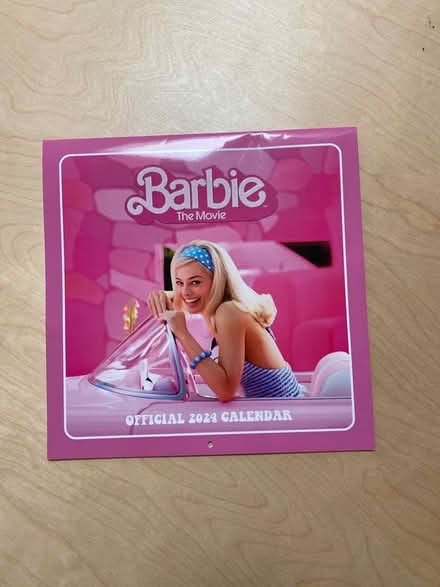 Barbie
The Movie
OFFICIAL 2024 CALENDAR